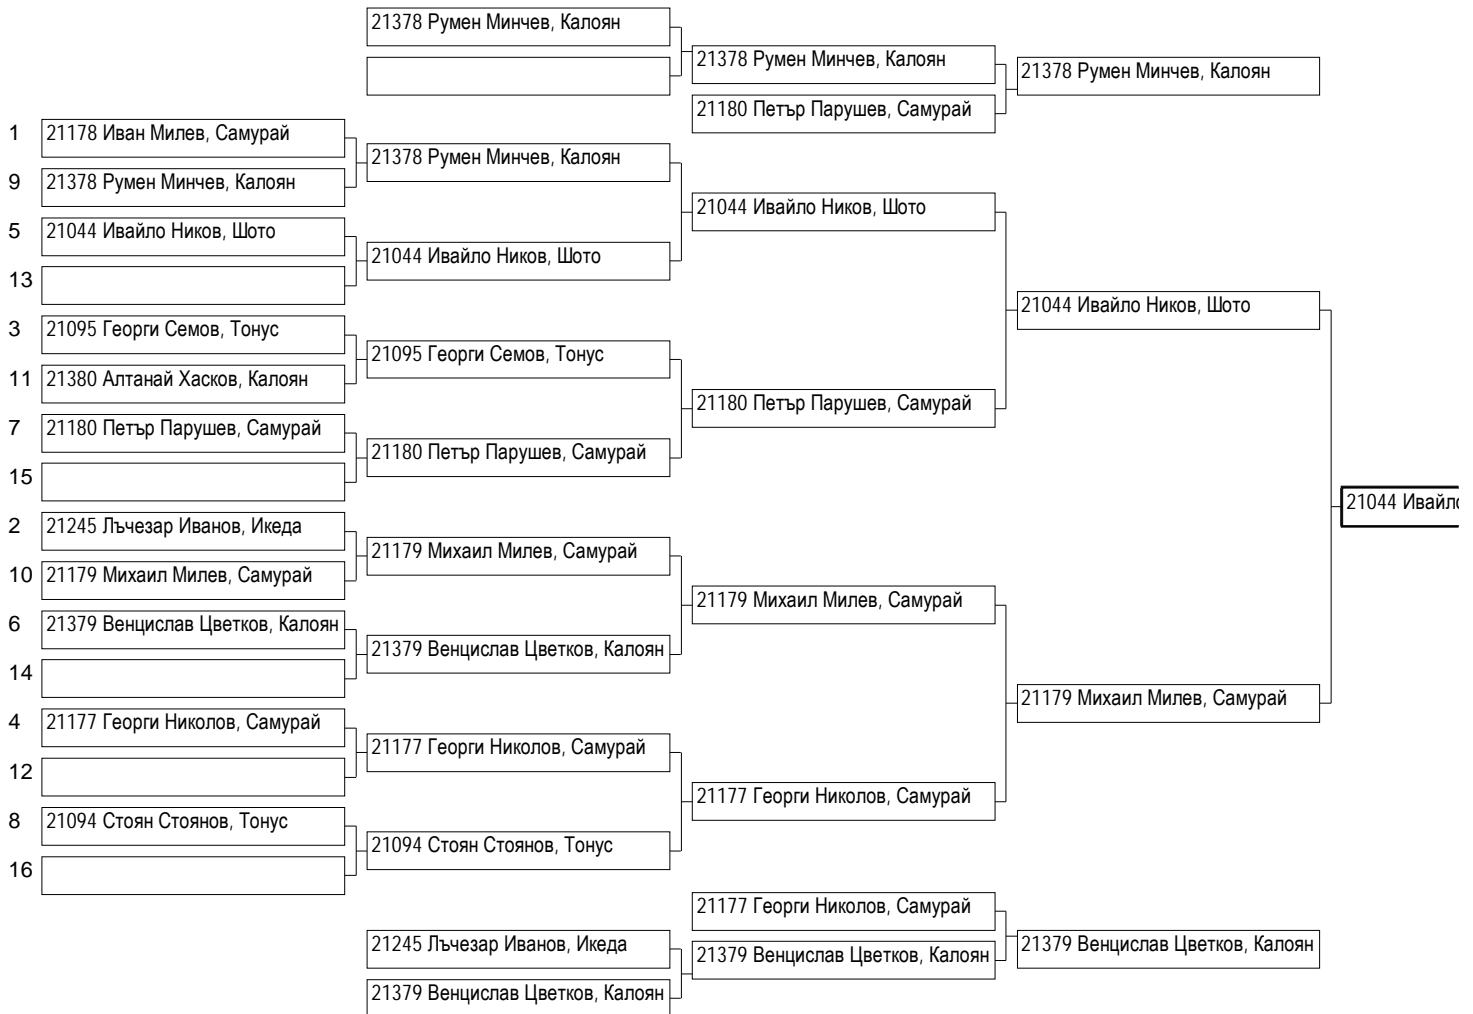 21378 Румен Минчев, Калоян
21378 Румен Минчев, Калоян
21378 Румен Минчев, Калоян
21180 Петър Парушев, Самурай
1 21178 Иван Милев, Самурай
21378 Румен Минчев, Калоян
9 21378 Румен Минчев, Калоян
21044 Ивайло Ников, Шото
5 21044 Ивайло Ников, Шото
21044 Ивайло Ников, Шото
13
21044 Ивайло Ников, Шото
3 21095 Георги Семов, Тонус
21095 Георги Семов, Тонус
11 21380 Алтанай Хасков, Калоян
21180 Петър Парушев, Самурай
7 21180 Петър Парушев, Самурай
21180 Петър Парушев, Самурай
15
21044 Ивайло
2 21245 Лъчезар Иванов, Икеда
21179 Михаил Милев, Самурай
10 21179 Михаил Милев, Самурай
21179 Михаил Милев, Самурай
6 21379 Венцислав Цветков, Калоян
21379 Венцислав Цветков, Калоян
14
21179 Михаил Милев, Самурай
4 21177 Георги Николов, Самурай
21177 Георги Николов, Самурай
12
21177 Георги Николов, Самурай
8 21094 Стоян Стоянов, Тонус
21094 Стоян Стоянов, Тонус
16
21177 Георги Николов, Самурай
21245 Лъчезар Иванов, Икеда
21379 Венцислав Цветков, Калоян
21379 Венцислав Цветков, Калоян
21379 Венцислав Цветков, Калоян